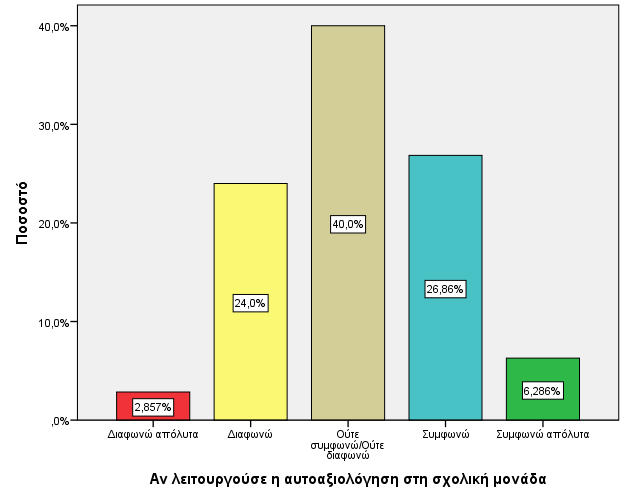 40,0%
30,0%
20,0%
10,0%
,0%
Ποσοστό
2,857%
24,0%
40,0%
26,86%
6,286%
Διαφωνώ απόλυτα
Διαφωνώ
Ούτε
συμφωνώ/Ούτε
διαφωνώ
Συμφωνώ
Συμφωνώ απόλυτα
Αν λειτουργούσε η αυτοαξιολόγηση στη σχολική μονάδα